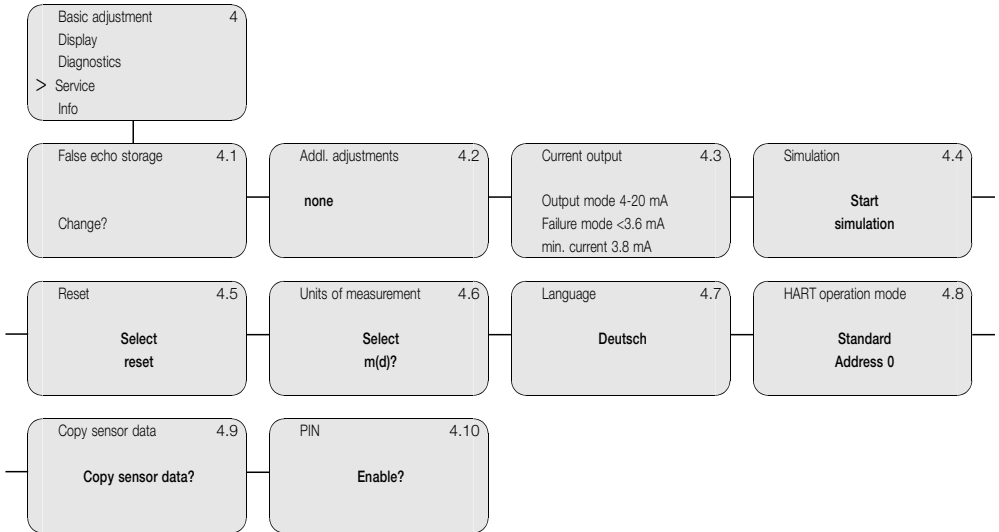 Basic adjustment 4
Display
Diagnostics
> Service
Info
False echo storage 4.1
Change?
Addl. adjustments 4.2
none
Current output 4.3
Output mode 4-20 mA
Failure mode <3.6 mA
min. current 3.8 mA
Simulation 4.4
Start
simulation
Reset 4.5
Select
reset
Units of measurement 4.6
Select
m(d)?
Language 4.7
Deutsch
HART operation mode 4.8
Standard
Address 0
Copy sensor data 4.9
Copy sensor data?
PIN 4.10
Enable?